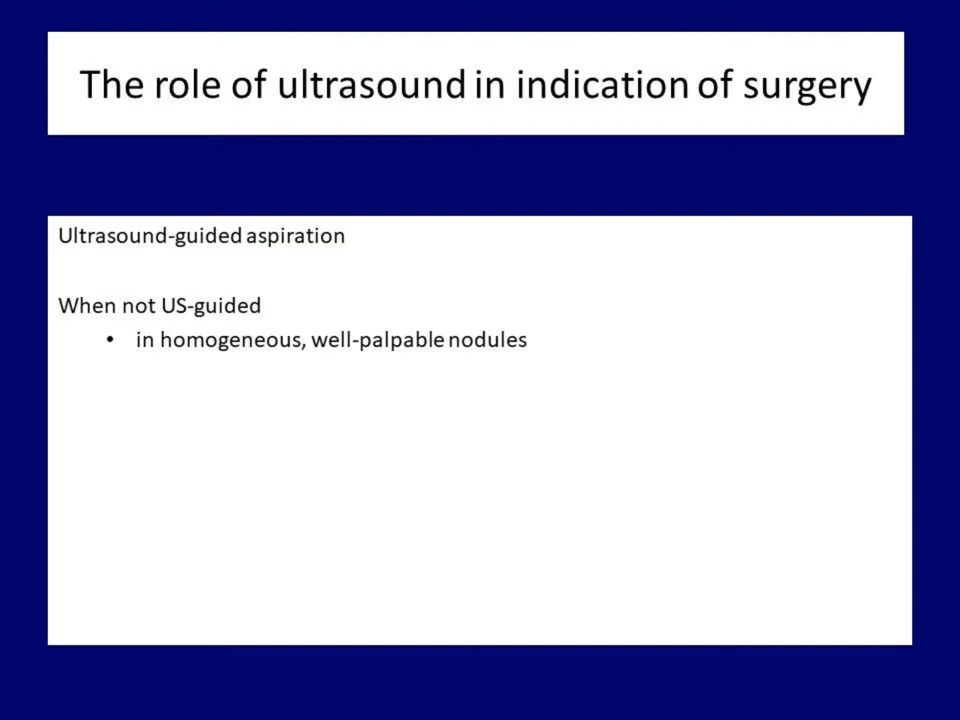 The role of ultrasound in indication of surgery
Ultrasound-guided aspiration
When not US-guided
• in homogeneous, well-palpable nodules